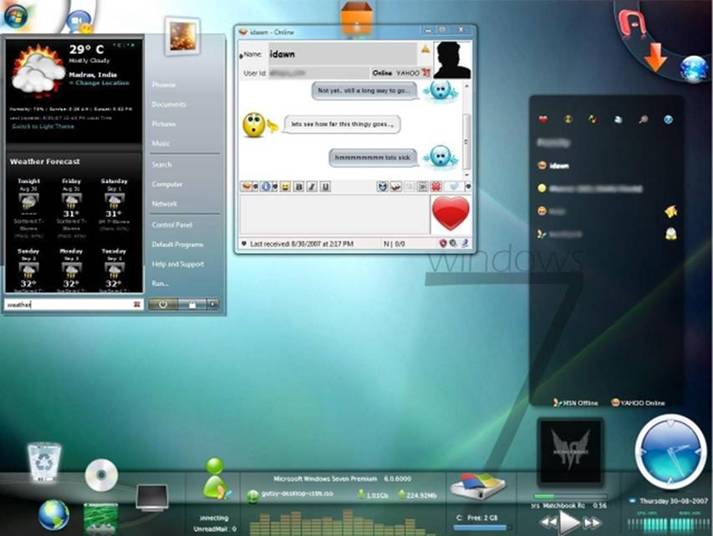 29° C
Mostly Cloudy
Madras, India
Change Location
Switch to Light Theme
Weather Forecast
Tonight Friday Saturday
Aug 30 Aug 31 Sep 1
31° 31°
Scattered T-
Sunday Monday Tuesday
Sep 2 Sep 3 Sep 4
32° 32° 32°
Scattered T-
weather
Documents
Pictures
Music
Search
Computer
Network
Control Panel
Default Programs
Help and Support
Run...
idawn - Online
Name: idawn
User Id:
Online YAHOO
Not yet.. still a long way to go...
lets see how far this thingy goes..,
hmmmmmmmm lots sick
B I U
Last received: 8/30/2007 at 2:17 PM N | 0/0
windows
7
idawn
MSN Offline YAHOO Online
Microsoft Windows Seven Premium 6.0.6000
gutsy-desktop-i386.iso 1.01Gb 224.92Mb
onnecting
UnreadMail: 0
C: Free: 2 GB
ers Matchbook Ro 0:56
Thursday 30-08-2007